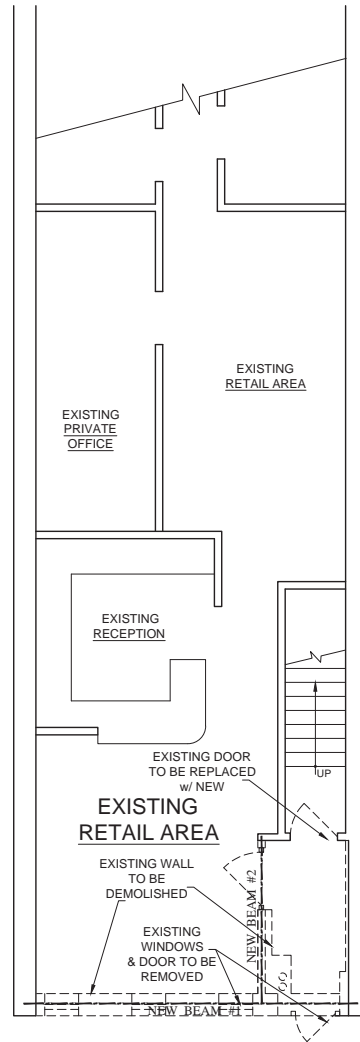 EXISTING
RETAIL AREA
EXISTING
PRIVATE
OFFICE
EXISTING
RECEPTION
UP
EXISTING DOOR
TO BE REPLACED
w/ NEW
EXISTING
RETAIL AREA
EXISTING WALL
TO BE
DEMOLISHED
NEW BEAM #2
EXISTING
WINDOWS
& DOOR TO BE
REMOVED
NEW BEAM #1